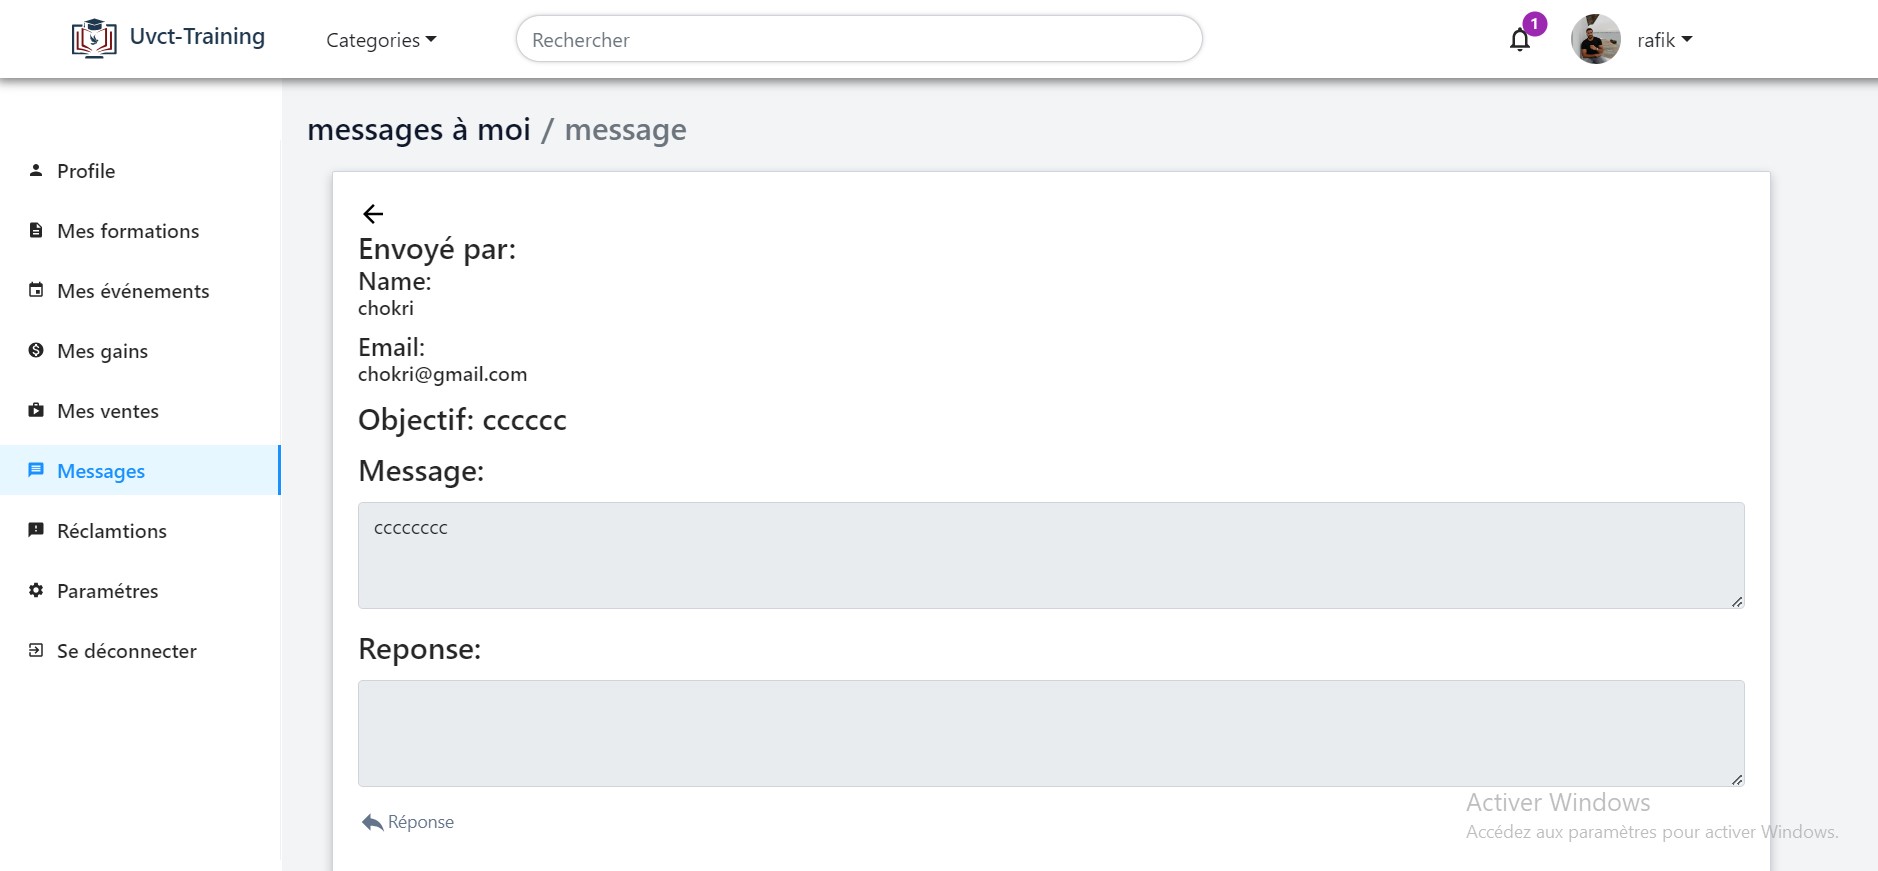 Uvct-Training
Categories
Rechercher
1
rafik
messages à moi / message
Profile
Mes formations
Mes événements
Mes gains
Mes ventes
Messages
Réclamtions
Paramétres
Se déconnecter
Envoyé par:
Name:
chokri
Email:
chokri@gmail.com
Objectif: cccccc
Message:
cccccccc
Reponse:
Réponse
Activer Windows
Accédez aux paramètres pour activer Windows.